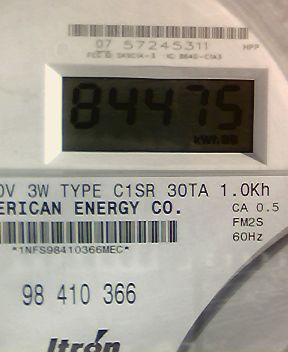 07 57245311 HPP
84475
0V 3W TYPE C1SR 30TA 1.0Kh
ERICAN ENERGY CO. CA 0.5
FM2S
60Hz
*1NFS98410366MEC*
98 410 366
Itron